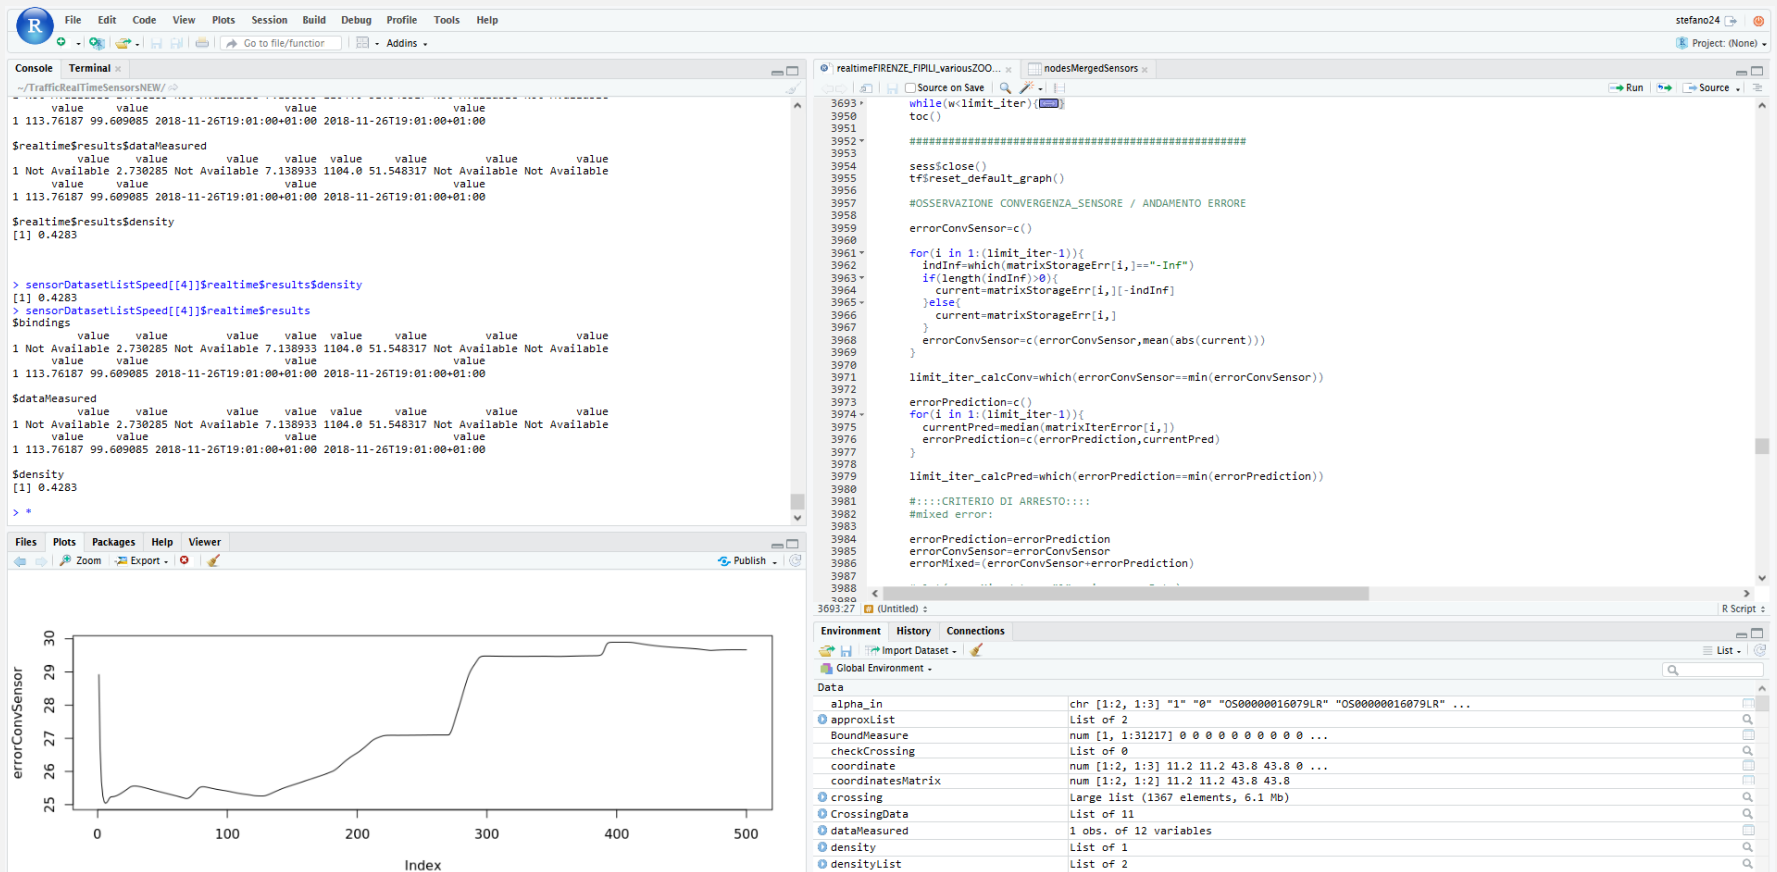 R
File Edit Code View Plots Session Build Debug Profile Tools Help
stefano24
Go to file/function
Addins
Project: (None)
Console Terminal
~/TrafficRealTimeSensorsNEW/
value value value value
1 113.76187 99.609085 2018-11-26T19:01:00+01:00 2018-11-26T19:01:00+01:00
$realtime$results$dataMeasured
value value value value value value value value
1 Not Available 2.730285 Not Available 7.138933 1104.0 51.548317 Not Available Not Available
value value value value
1 113.76187 99.609085 2018-11-26T19:01:00+01:00 2018-11-26T19:01:00+01:00
$realtime$results$density
[1] 0.4283
> sensorDatasetListSpeed[[4]]$realtime$results$density
[1] 0.4283
> sensorDatasetListSpeed[[4]]$realtime$results
$bindings
value value value value value value value value
1 Not Available 2.730285 Not Available 7.138933 1104.0 51.548317 Not Available Not Available
value value value value
1 113.76187 99.609085 2018-11-26T19:01:00+01:00 2018-11-26T19:01:00+01:00
$dataMeasured
value value value value value value value value
1 Not Available 2.730285 Not Available 7.138933 1104.0 51.548317 Not Available Not Available
value value value value
1 113.76187 99.609085 2018-11-26T19:01:00+01:00 2018-11-26T19:01:00+01:00
$density
[1] 0.4283
> *
Files Plots Packages Help Viewer
Zoom Export Publish
errorConvSensor
30
29
28
27
26
25
0 100 200 300 400 500
Index
realtimeFIRENZE_FIPILI_variousZOO... nodesMergedSensors
Source on Save Run Source
3693 while(w<limit_iter){
3950 toc()
3951
3952 ####################################################
3953
3954 sess$close()
3955 tf$reset_default_graph()
3956
3957 #OSSERVAZIONE CONVERGENZA_SENSORE / ANDAMENTO ERRORE
3958
3959 errorConvSensor=c()
3960
3961 for(i in 1:(limit_iter-1)){
3962 indInf=which(matrixStorageErr[i,]=="-Inf")
3963 if(length(indInf)>0){
3964 current=matrixStorageErr[i,][-indInf]
3965 }else{
3966 current=matrixStorageErr[i,]
3967 }
3968 errorConvSensor=c(errorConvSensor,mean(abs(current)))
3969 }
3970
3971 limit_iter_calcConv=which(errorConvSensor==min(errorConvSensor))
3972
3973 errorPrediction=c()
3974 for(i in 1:(limit_iter-1)){
3975 currentPred=median(matrixIterError[i,])
3976 errorPrediction=c(errorPrediction,currentPred)
3977 }
3978
3979 limit_iter_calcPred=which(errorPrediction==min(errorPrediction))
3980
3981 #::::CRITERIO DI ARRESTO::::
3982 #mixed error:
3983
3984 errorPrediction=errorPrediction
3985 errorConvSensor=errorConvSensor
3986 errorMixed=(errorConvSensor+errorPrediction)
3987
3988
3989
3693:27 (Untitled) R Script
Environment History Connections
Import Dataset List
Global Environment
Data
alpha_in chr [1:2, 1:3] "1" "0" "OS00000016079LR" "OS00000016079LR" ...
approxList List of 2
BoundMeasure num [1, 1:31217] 0 0 0 0 0 0 0 0 0 0 ...
checkCrossing List of 0
coordinate num [1:2, 1:3] 11.2 11.2 43.8 43.8 0 ...
coordinatesMatrix num [1:2, 1:2] 11.2 11.2 43.8 43.8
crossing Large list (1367 elements, 6.1 Mb)
CrossingData List of 11
dataMeasured 1 obs. of 12 variables
density List of 1
densityList List of 2